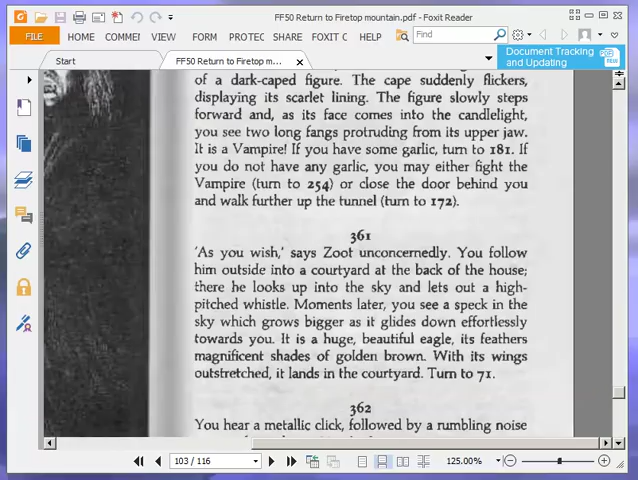 FF50 Return to Firetop mountain.pdf - Foxit Reader
FILE HOME COMMEI VIEW FORM PROTEC SHARE FOXIT C HELP Find
Document Tracking
and Updating
Start FF50 Return to Firetop m...
of a dark-caped figure. The cape suddenly flickers,
displaying its scarlet lining. The figure slowly steps
forward and, as its face comes into the candlelight,
you see two long fangs protruding from its upper jaw.
It is a Vampire! If you have some garlic, turn to 181. If
you do not have any garlic, you may either fight the
Vampire (turn to 254) or close the door behind you
and walk further up the tunnel (turn to 172).
361
‘As you wish,’ says Zoot unconcernedly. You follow
him outside into a courtyard at the back of the house;
there he looks up into the sky and lets out a high-
pitched whistle. Moments later, you see a speck in the
sky which grows bigger as it glides down effortlessly
towards you. It is a huge, beautiful eagle, its feathers
magnificent shades of golden brown. With its wings
outstretched, it lands in the courtyard. Turn to 71.
362
You hear a metallic click, followed by a rumbling noise
103 / 116 125.00%